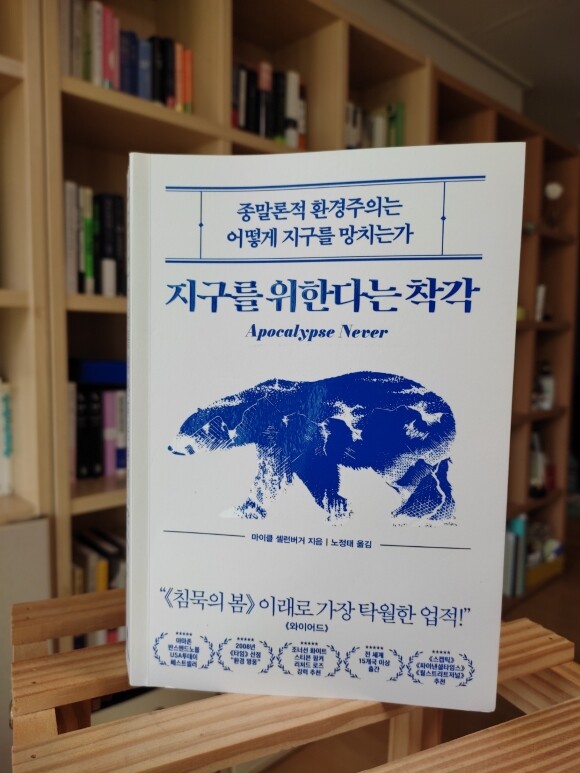 종말론적 환경주의는
어떻게 지구를 망치는가
지구를 위한다는 착각
Apocalypse Never
마이클 셸런버거 지음 | 노정태 옮김
“《침묵의 봄》 이래로 가장 탁월한 업적!”
《와이어드》
★★★★★
아마존
반스앤드노블
USA투데이
베스트셀러
★★★★★
2008년
《타임》 선정
“환경 영웅”
★★★★★
조너선 하이트
스티븐 핑커
리처드 로즈
강력 추천
★★★★★
전 세계
15개국 이상
출간
★★★★★
《스켑틱》
《파이낸셜타임스》
《월스트리트저널》
추천